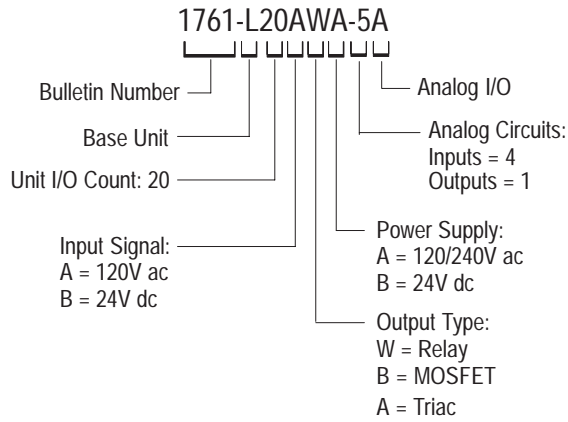 1761-L20AWA-5A
Bulletin Number
Base Unit
Unit I/O Count: 20
Input Signal:
A = 120V ac
B = 24V dc
Analog I/O
Analog Circuits:
Inputs = 4
Outputs = 1
Power Supply:
A = 120/240V ac
B = 24V dc
Output Type:
W = Relay
B = MOSFET
A = Triac